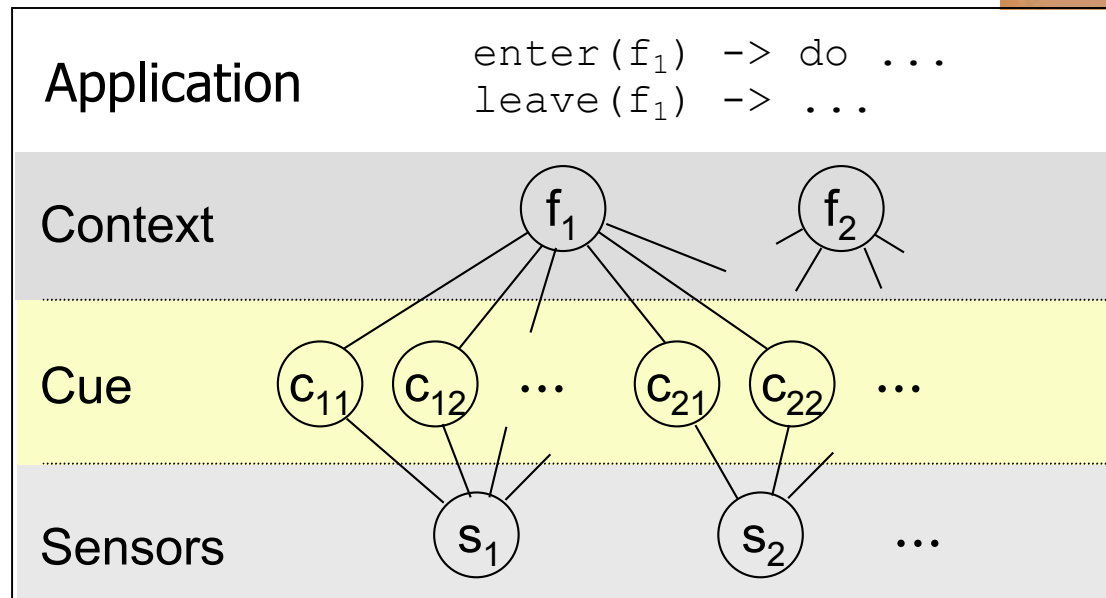 Application
enter(f₁) -> do ...
leave(f₁) -> ...
Context
f₁
f₂
Cue
c₁₁
c₁₂
...
c₂₁
c₂₂
...
Sensors
s₁
s₂
...